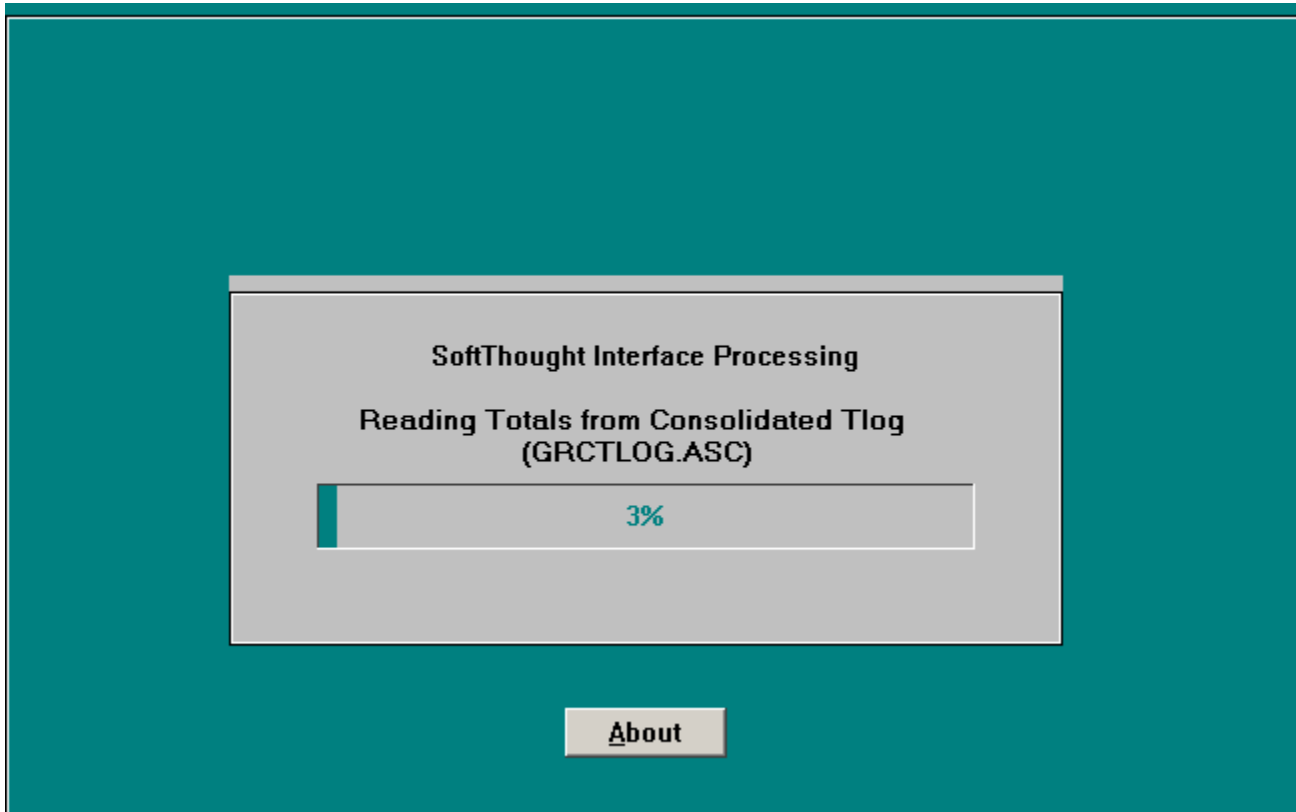 SoftThought Interface Processing
Reading Totals from Consolidated Tlog
(GRCTLOG.ASC)
3%
About